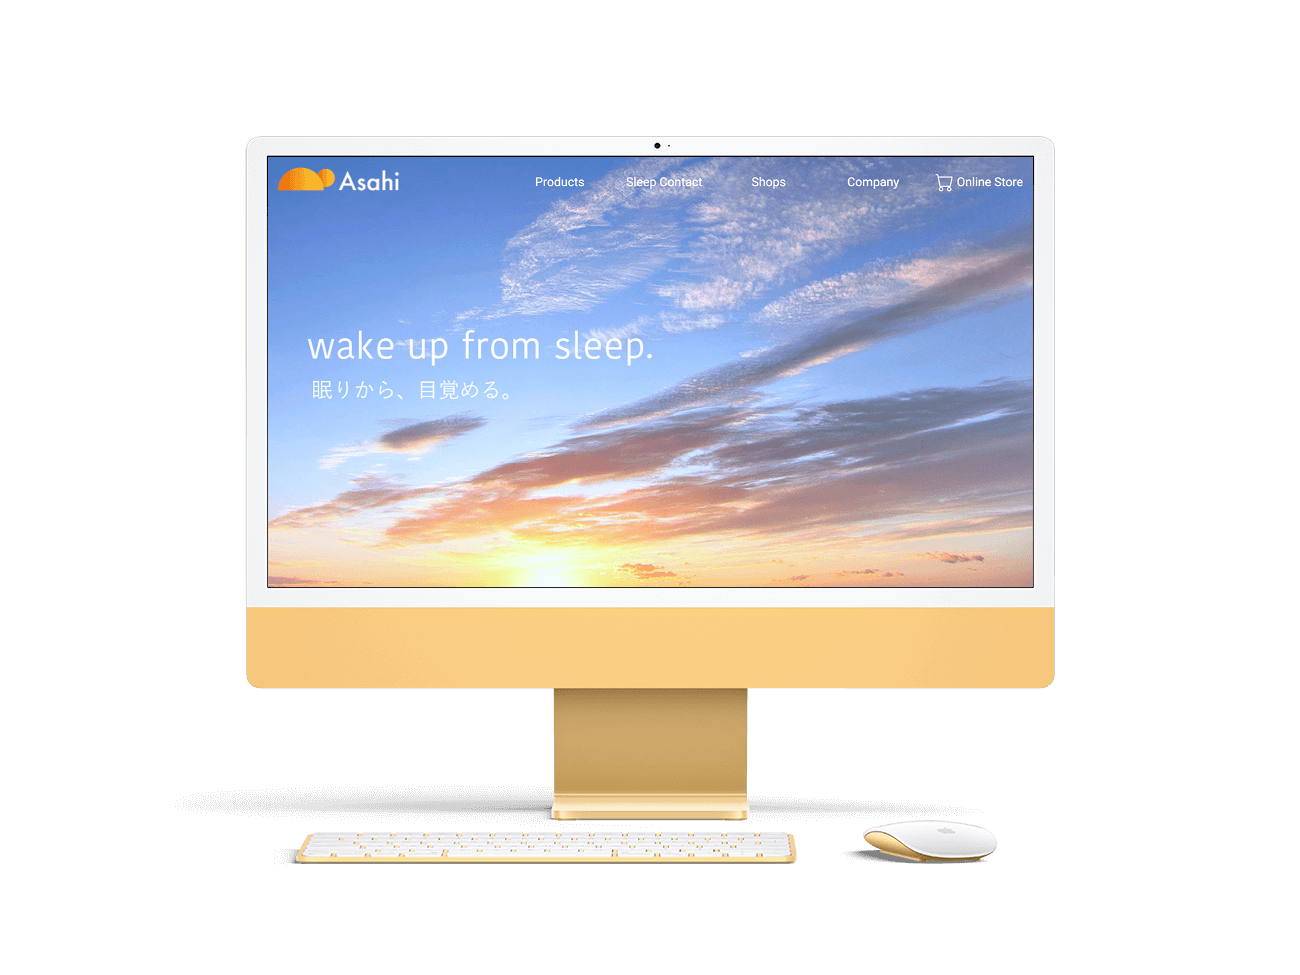 Asahi
Products
Sleep Contact
Shops
Company
Online Store
wake up from sleep.
眠りから、目覚める。